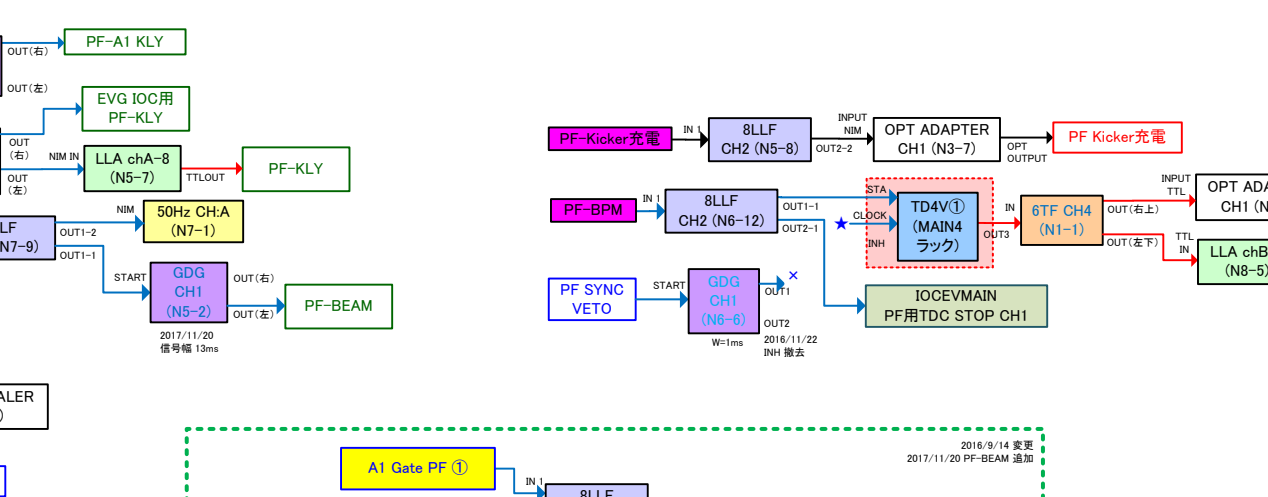 OUT(右)
PF-A1 KLY
OUT(左)
EVG IOC用
PF-KLY
OUT
(右)
NIM IN
LLA chA-8
(N5-7)
TTLOUT
PF-KLY
OUT
(左)
LF
N7-9)
OUT1-2
OUT1-1
NIM
50Hz CH:A
(N7-1)
START
GDG
CH1
(N5-2)
OUT(右)
OUT(左)
PF-BEAM
2017/11/20
信号幅 13ms
ALER
)
PF-Kicker充電
IN 1
8LLF
CH2 (N5-8)
OUT2-2
INPUT
NIM
OPT ADAPTER
CH1 (N3-7)
OPT
OUTPUT
PF Kicker充電
PF-BPM
IN 1
8LLF
CH2 (N6-12)
OUT1-1
OUT2-1
STA
★
CLOCK
INH
TD4V①
(MAIN4
ラック)
OUT3
IN
6TF CH4
(N1-1)
OUT(右上)
OUT(左下)
INPUT
TTL
OPT ADA
CH1 (N
TTL
IN
LLA chB
(N8-5)
PF SYNC
VETO
START
GDG
CH1
(N6-6)
OUT1
×
OUT2
W=1ms
2016/11/22
INH 撤去
IOCEVMAIN
PF用TDC STOP CH1
2016/9/14 変更
2017/11/20 PF-BEAM 追加
A1 Gate PF ①
IN 1
8LLF